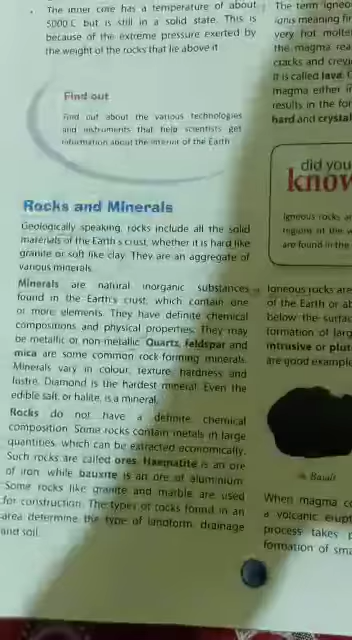 The inner core has a temperature of about
5000 C but is still in a solid state. This is
because of the extreme pressure exerted by
the weight of the rocks that lie above it
Find out
Find out about the various technologies
and instruments that help scientists get
information about the interior of the Earth
Rocks and Minerals
Geologically speaking, rocks include all the solid
materials of the Earth's crust, whether it is hard like
granite or soft like clay. They are an aggregate of
various minerals.
Minerals are natural inorganic substances
found in the Earth's crust, which contain one
or more elements. They have definite chemical
compositions and physical properties. They may
be metallic or non-metallic. Quartz, feldspar and
mica are some common rock-forming minerals.
Minerals vary in colour, texture, hardness and
lustre. Diamond is the hardest mineral. Even the
edible salt, or halite, is a mineral.
Rocks do not have a definite chemical
composition. Some rocks contain metals in large
quantities, which can be extracted economically.
Such rocks are called ores. Haematite is an ore
of iron while bauxite is an ore of aluminium.
Some rocks like granite and marble are used
for construction. The types of rocks found in an
area determine the type of landform, drainage
and soil.
The term igneo
ignis meaning fi
very hot molte
the magma rea
cracks and crev
it is called lava.
magma either i
results in the for
hard and crystal
did you
know
Igneous rocks a
regions of the w
are found in the
Igneous rocks are
of the Earth or ab
below the surfac
formation of larg
intrusive or plut
are good example
Basalt
When magma co
a volcanic erupt
process takes p
formation of sma